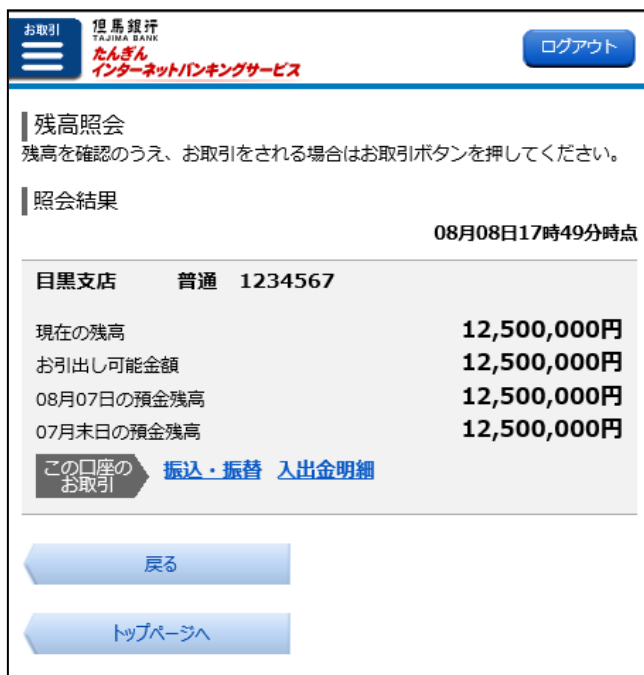 お取引
但馬銀行
TAJIMA BANK
たんぎん
インターネットバンキングサービス
ログアウト
残高照会
残高を確認のうえ、お取引をされる場合はお取引ボタンを押してください。
照会結果
08月08日17時49分時点
目黒支店 普通 1234567
現在の残高 12,500,000円
お引出し可能金額 12,500,000円
08月07日の預金残高 12,500,000円
07月末日の預金残高 12,500,000円
この口座の
お取引
振込・振替 入出金明細
戻る
トップページへ